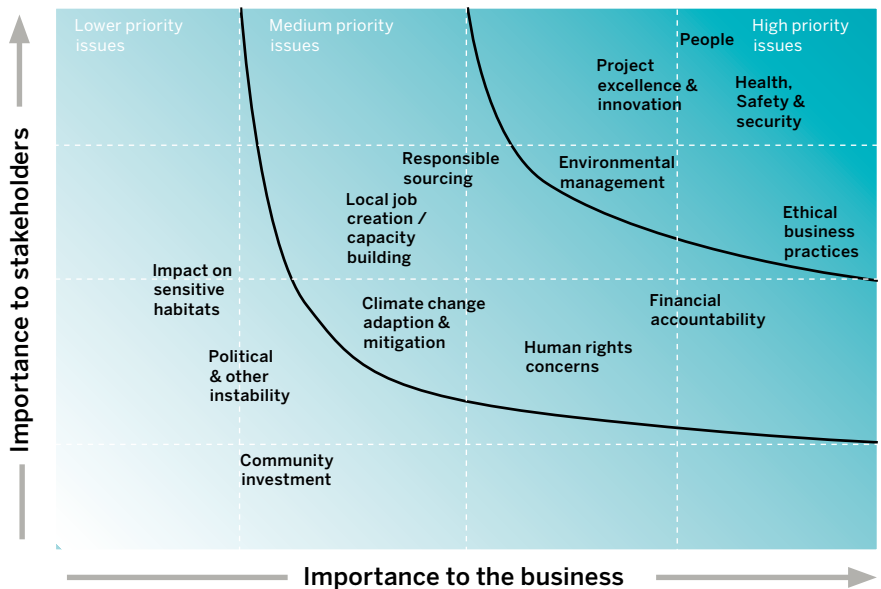 Lower priority
issues
Medium priority
issues
High priority
issues
People
Project
excellence &
innovation
Health,
Safety &
security
Responsible
sourcing
Environmental
management
Local job
creation /
capacity
building
Ethical
business
practices
Impact on
sensitive
habitats
Climate change
adaption &
mitigation
Financial
accountability
Political
& other
instability
Human rights
concerns
Community
investment
Importance to stakeholders
Importance to the business